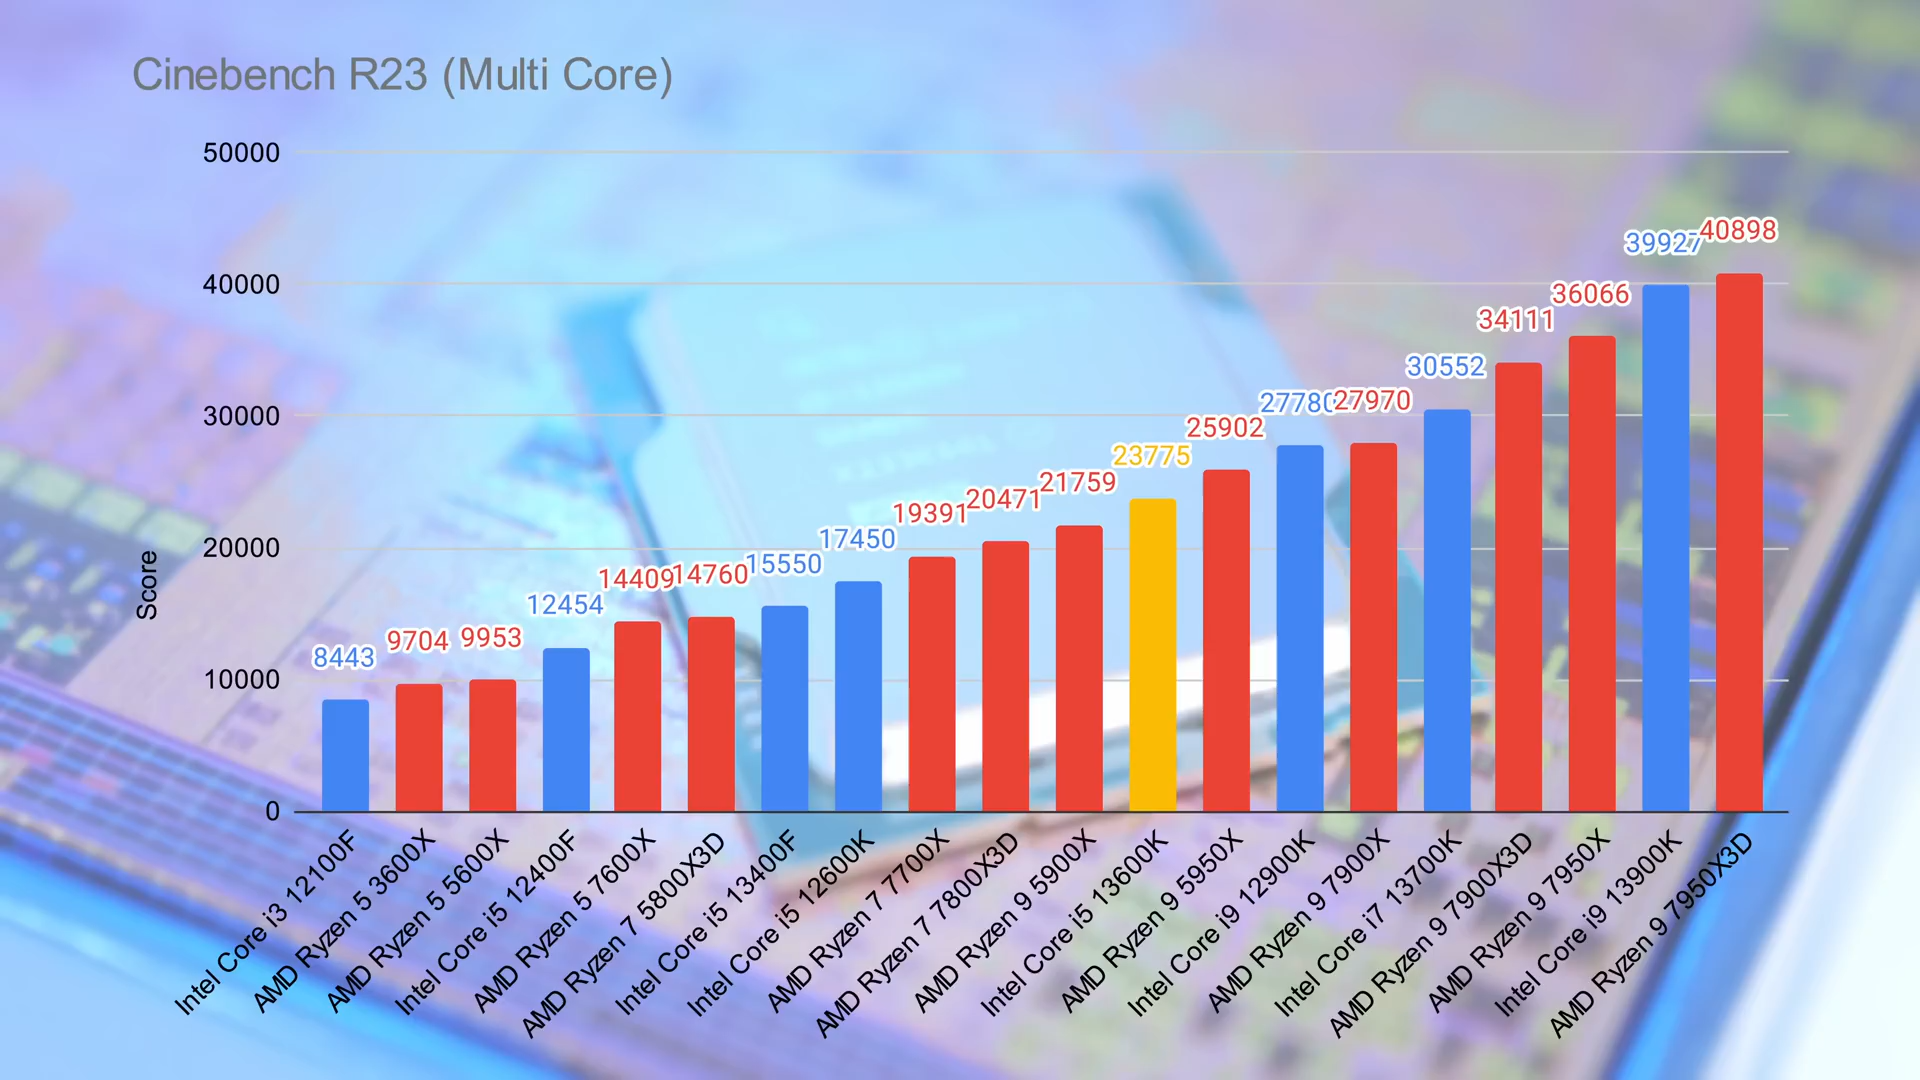 Cinebench R23 (Multi Core)
50000
40000
30000
20000
10000
0
Score
8443
9704
9953
12454
14409
14760
15550
17450
19391
20471
21759
23775
25902
27780
27970
30552
34111
36066
39927
40898
Intel Core i3 12100F
AMD Ryzen 5 3600X
AMD Ryzen 5 5600X
Intel Core i5 12400F
AMD Ryzen 5 7600X
AMD Ryzen 7 5800X3D
Intel Core i5 13400F
Intel Core i5 12600K
AMD Ryzen 7 7700X
AMD Ryzen 7 7800X3D
AMD Ryzen 9 5900X
Intel Core i5 13600K
AMD Ryzen 9 5950X
Intel Core i9 12900K
AMD Ryzen 9 7900X
Intel Core i7 13700K
AMD Ryzen 9 7900X3D
AMD Ryzen 9 7950X
Intel Core i9 13900K
AMD Ryzen 9 7950X3D